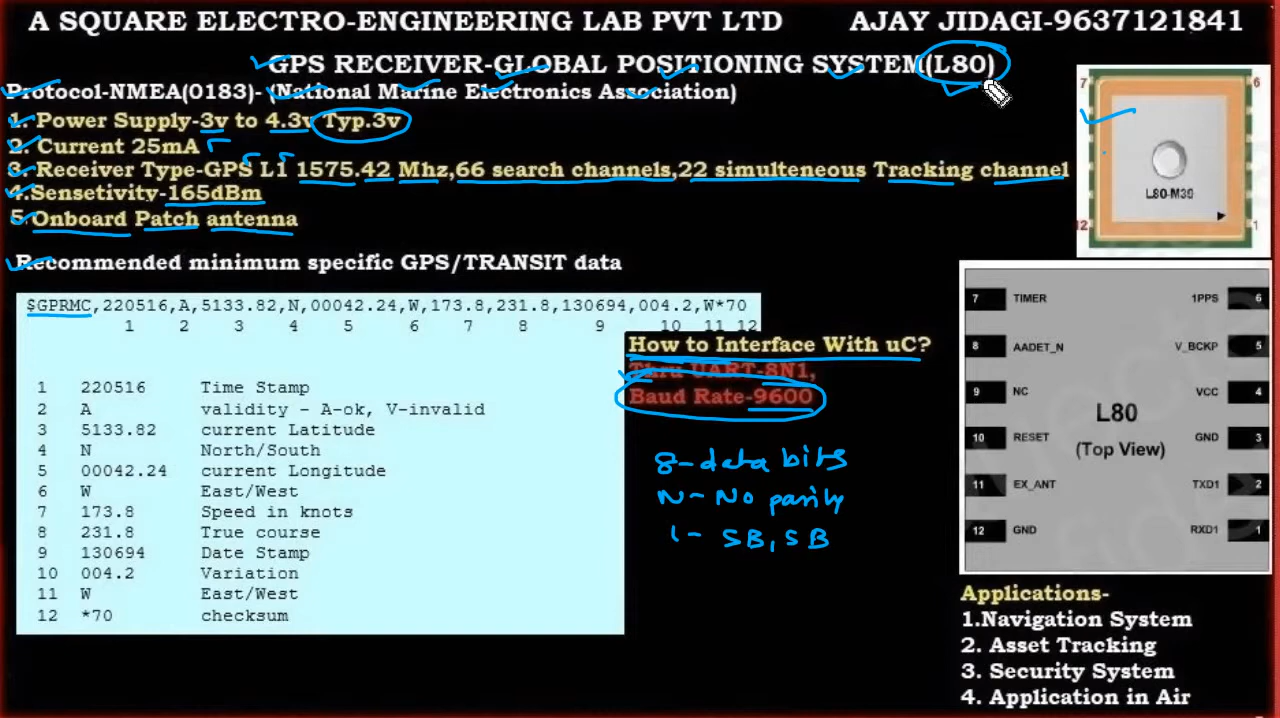 A SQUARE ELECTRO-ENGINEERING LAB PVT LTD AJAY JIDAGI-9637121841
GPS RECEIVER-GLOBAL POSITIONING SYSTEM(L80)
Protocol-NMEA(0183)- (National Marine Electronics Association)
1. Power Supply-3v to 4.3v Typ.3v
2. Current 25mA
3. Receiver Type-GPS L1 1575.42 Mhz,66 search channels,22 simulteneous Tracking channel
4.Sensetivity-165dBm
5.Onboard Patch antenna
7 6
L80-M39
12 1
Recommended minimum specific GPS/TRANSIT data
$GPRMC,220516,A,5133.82,N,00042.24,W,173.8,231.8,130694,004.2,W*70
1 2 3 4 5 6 7 8 9 10 11 12
1 220516 Time Stamp
2 A validity - A-ok, V-invalid
3 5133.82 current Latitude
4 N North/South
5 00042.24 current Longitude
6 W East/West
7 173.8 Speed in knots
8 231.8 True course
9 130694 Date Stamp
10 004.2 Variation
11 W East/West
12 *70 checksum
How to Interface With uC?
Thru UART-8N1,
Baud Rate-9600
8-data bits
N- No parity
1- SB, SB
7 TIMER 1PPS 6
8 AADET_N V_BCKP 5
9 NC VCC 4
L80
10 RESET GND 3
(Top View)
11 EX_ANT TXD1 2
12 GND RXD1 1
Applications-
1.Navigation System
2. Asset Tracking
3. Security System
4. Application in Air